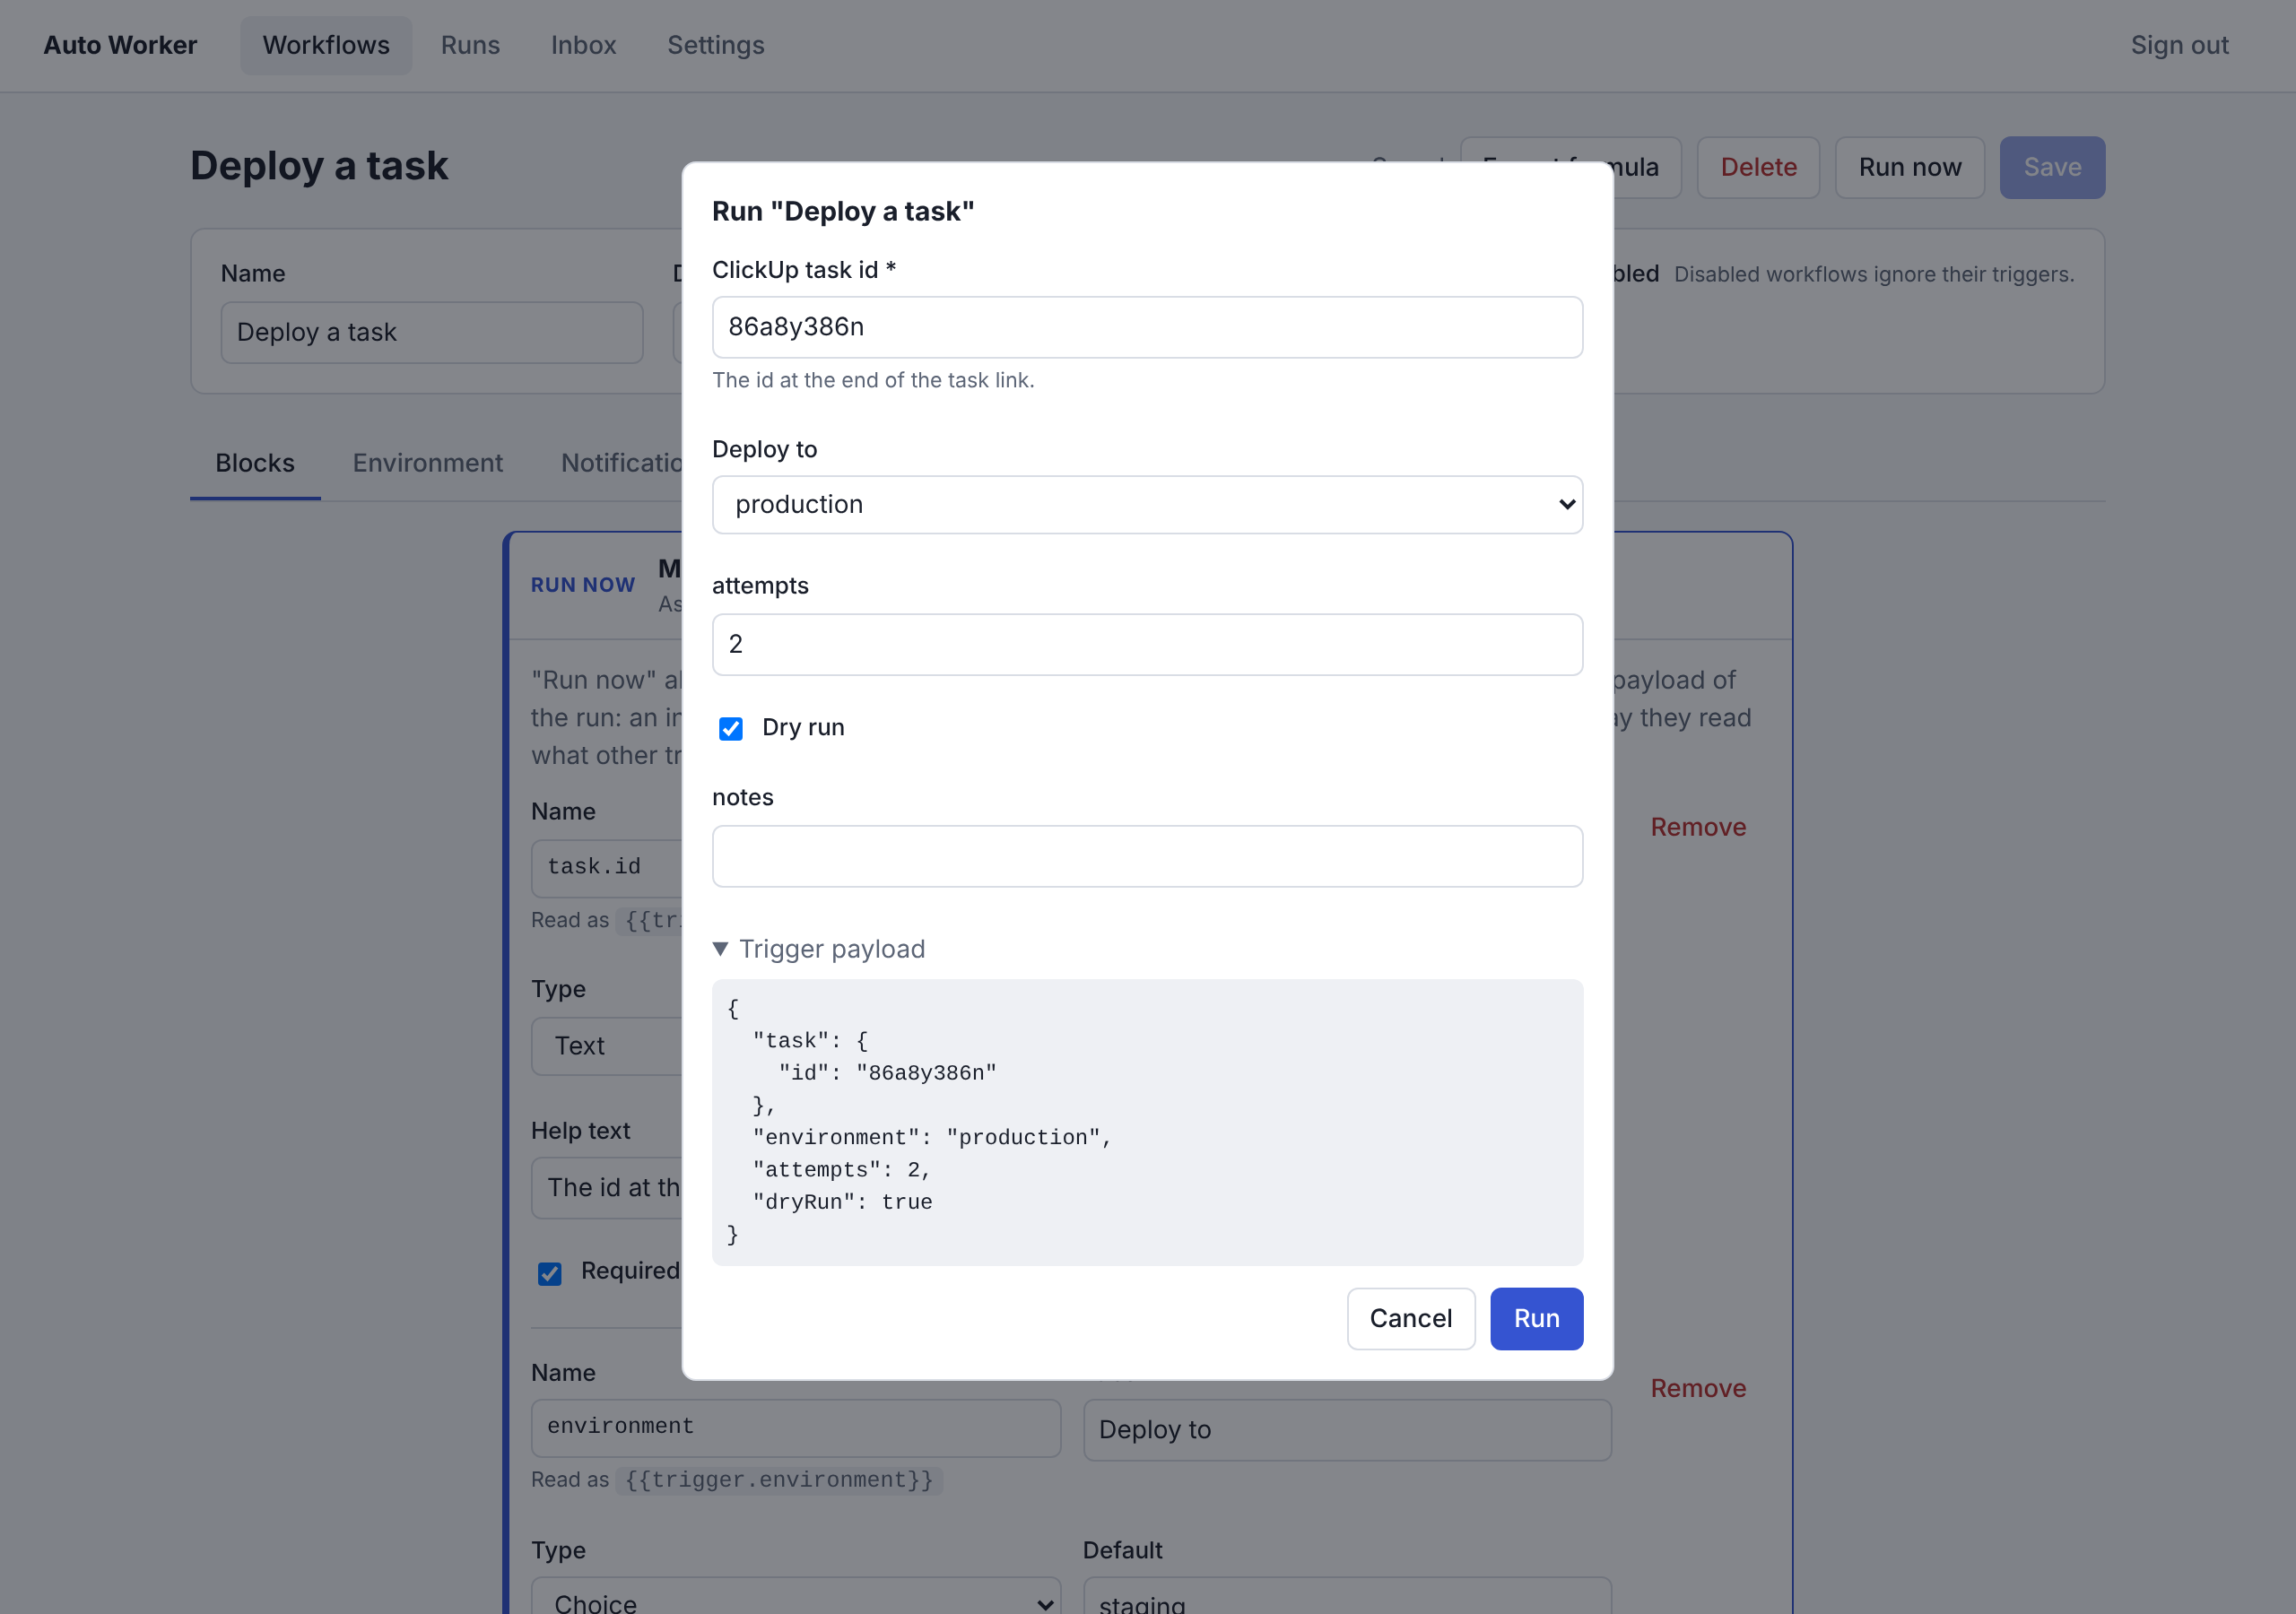 Auto Worker
Workflows
Runs
Inbox
Settings
Sign out
Deploy a task
Delete
Run now
Save
Name
Deploy a task
Disabled workflows ignore their triggers.
Blocks
Environment
RUN NOW
"Run now"
payload of
the run: an
they read
what other
Name
task.id
Read as
Type
Text
Help text
The id at
Required
Remove
Name
environment
Read as {{trigger.environment}}
Deploy to
Remove
Type
Choice
Default
staging
Run "Deploy a task"
ClickUp task id *
86a8y386n
The id at the end of the task link.
Deploy to
production
attempts
2
Dry run
notes
▼ Trigger payload
{
"task": {
"id": "86a8y386n"
},
"environment": "production",
"attempts": 2,
"dryRun": true
}
Cancel
Run